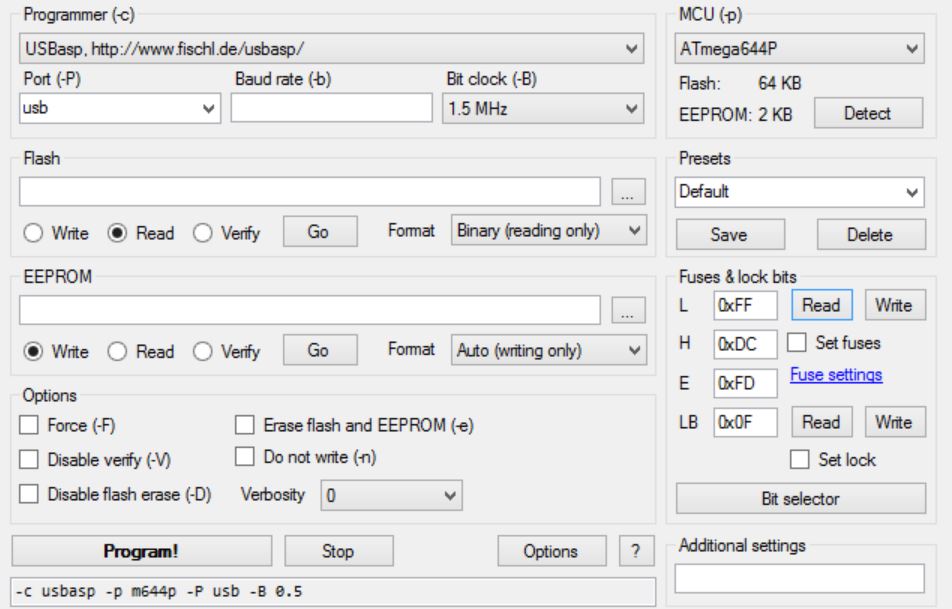 Programmer (-c)
USBasp, http://www.fischl.de/usbasp/
Port (-P) Baud rate (-b) Bit clock (-B)
usb 1.5 MHz
MCU (-p)
ATmega644P
Flash: 64 KB
EEPROM: 2 KB Detect
Flash
...
Write Read Verify Go Format Binary (reading only)
Presets
Default
Save Delete
EEPROM
...
Write Read Verify Go Format Auto (writing only)
Fuses & lock bits
L 0xFF Read Write
H 0xDC Set fuses
E 0xFD Fuse settings
LB 0x0F Read Write
Set lock
Bit selector
Options
Force (-F) Erase flash and EEPROM (-e)
Disable verify (-V) Do not write (-n)
Disable flash erase (-D) Verbosity 0
Program! Stop Options ?
-c usbasp -p m644p -P usb -B 0.5
Additional settings